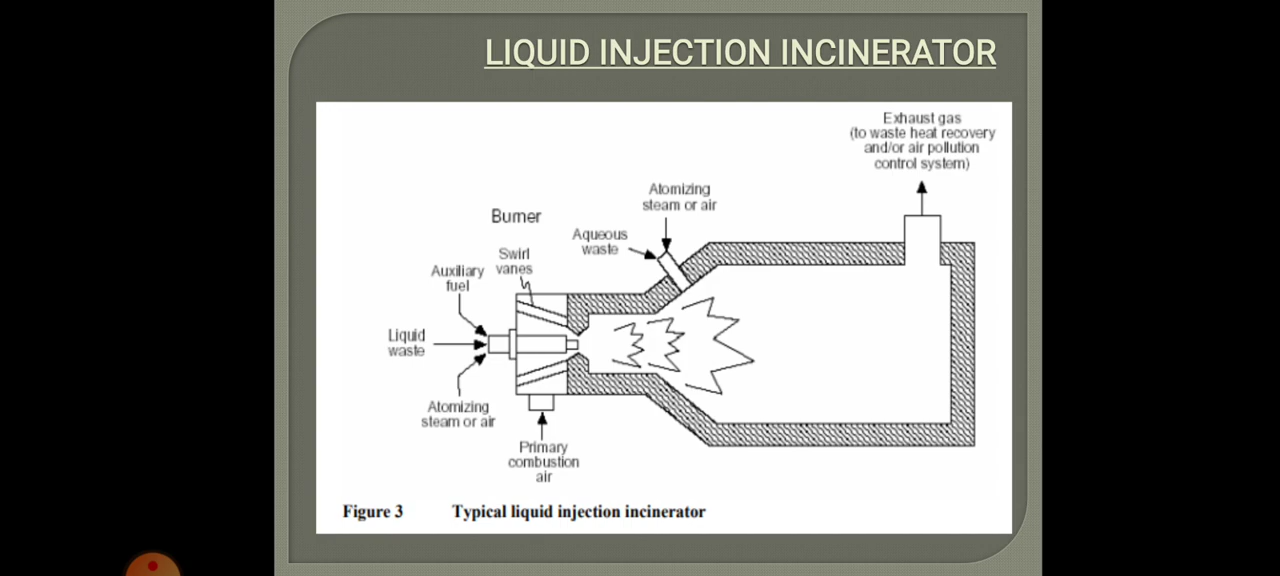 LIQUID INJECTION INCINERATOR
Exhaust gas
(to waste heat recovery
and/or air pollution
control system)
Atomizing
steam or air
Burner
Aqueous
waste
Swirl
vanes
Auxiliary
fuel
Liquid
waste
Atomizing
steam or air
Primary
combustion
air
Figure 3 Typical liquid injection incinerator